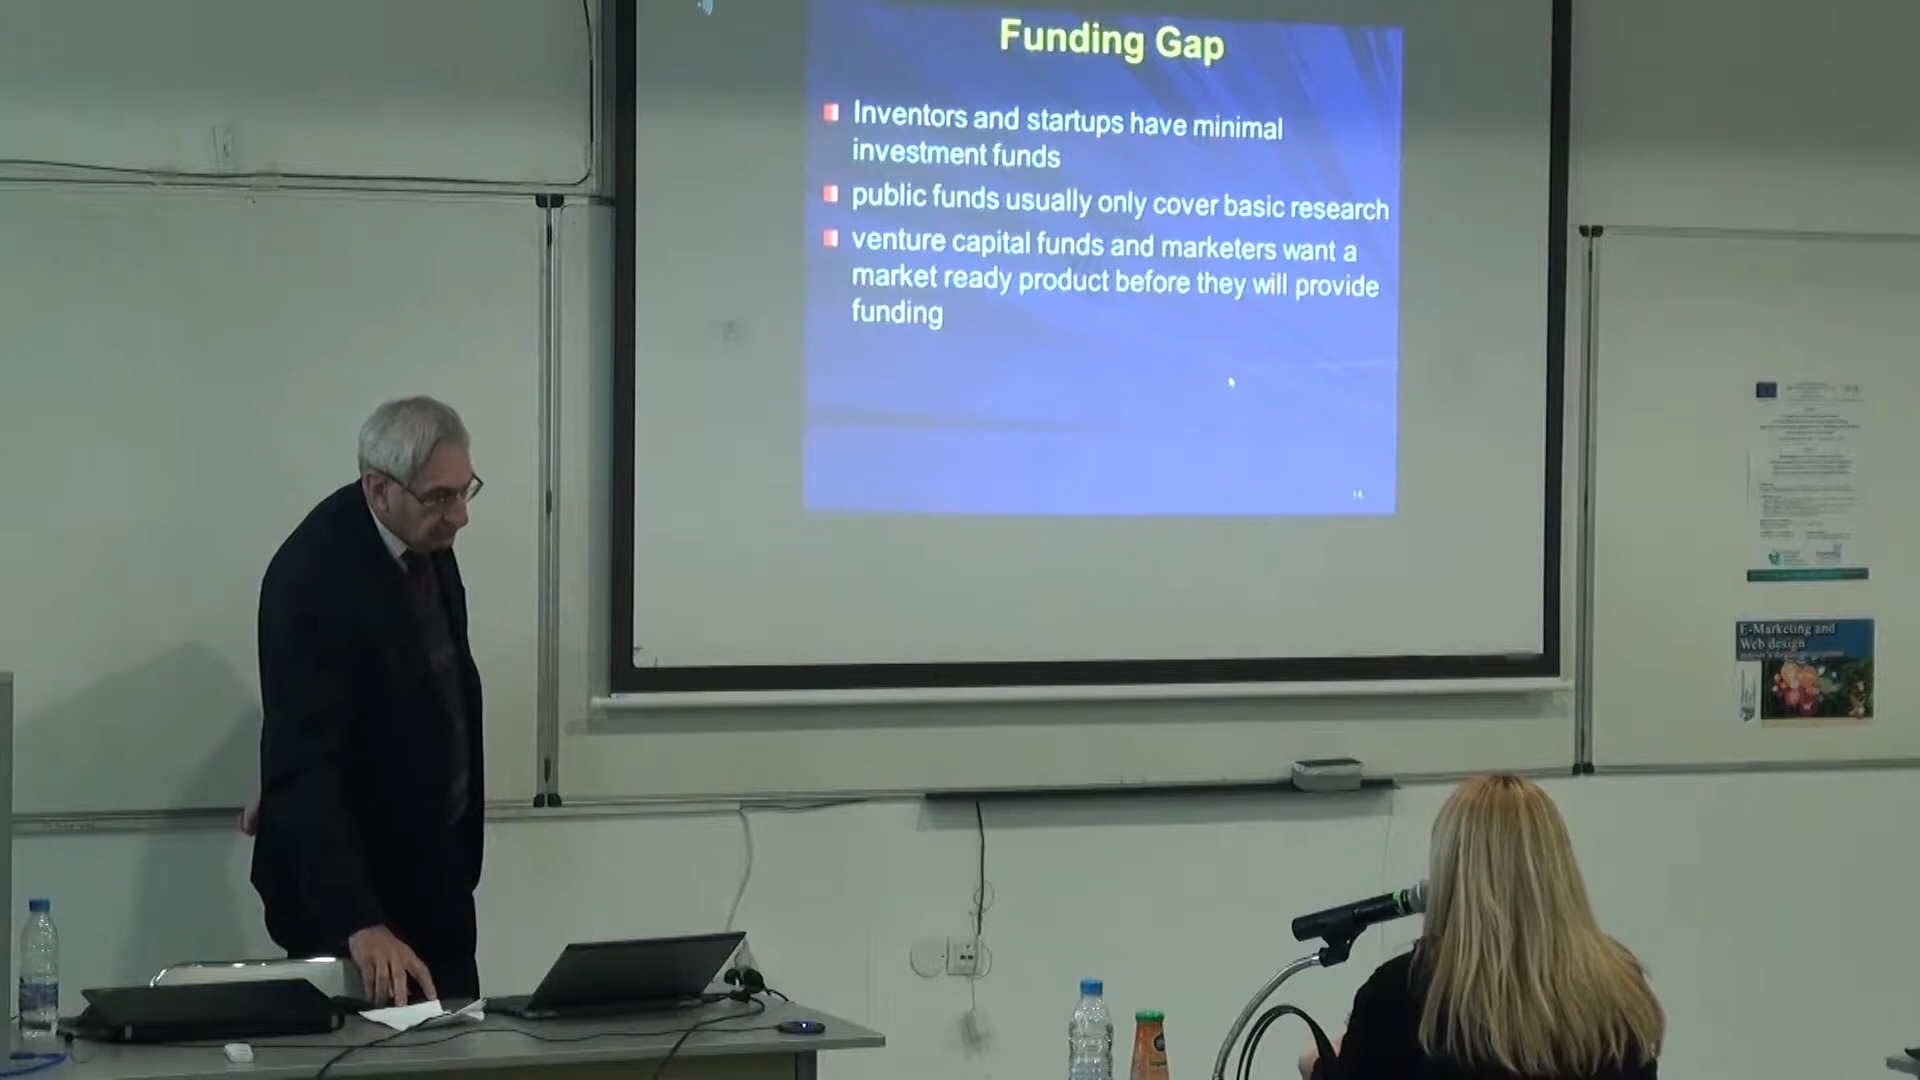 Funding Gap
Inventors and startups have minimal
investment funds
public funds usually only cover basic research
venture capital funds and marketers want a
market ready product before they will provide
funding
14
E-Marketing and
Web design